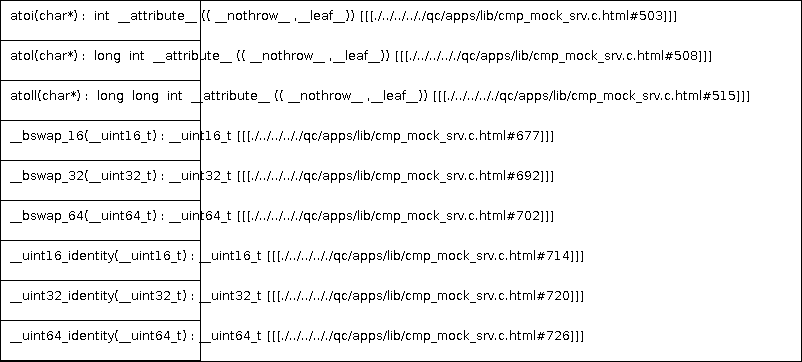 atoi(char*) : int __attribute__ (( __nothrow__ ,__leaf__)) [[[./../../../qc/apps/lib/cmp_mock_srv.c.html#503]]]
atol(char*) : long int __attribute__ (( __nothrow__ ,__leaf__)) [[[./../../../qc/apps/lib/cmp_mock_srv.c.html#508]]]
atoll(char*) : long long int __attribute__ (( __nothrow__ ,__leaf__)) [[[./../../../qc/apps/lib/cmp_mock_srv.c.html#515]]]
__bswap_16(__uint16_t) : __uint16_t [[[./../../../qc/apps/lib/cmp_mock_srv.c.html#677]]]
__bswap_32(__uint32_t) : __uint32_t [[[./../../../qc/apps/lib/cmp_mock_srv.c.html#692]]]
__bswap_64(__uint64_t) : __uint64_t [[[./../../../qc/apps/lib/cmp_mock_srv.c.html#702]]]
__uint16_identity(__uint16_t) : __uint16_t [[[./../../../qc/apps/lib/cmp_mock_srv.c.html#714]]]
__uint32_identity(__uint32_t) : __uint32_t [[[./../../../qc/apps/lib/cmp_mock_srv.c.html#720]]]
__uint64_identity(__uint64_t) : __uint64_t [[[./../../../qc/apps/lib/cmp_mock_srv.c.html#726]]]